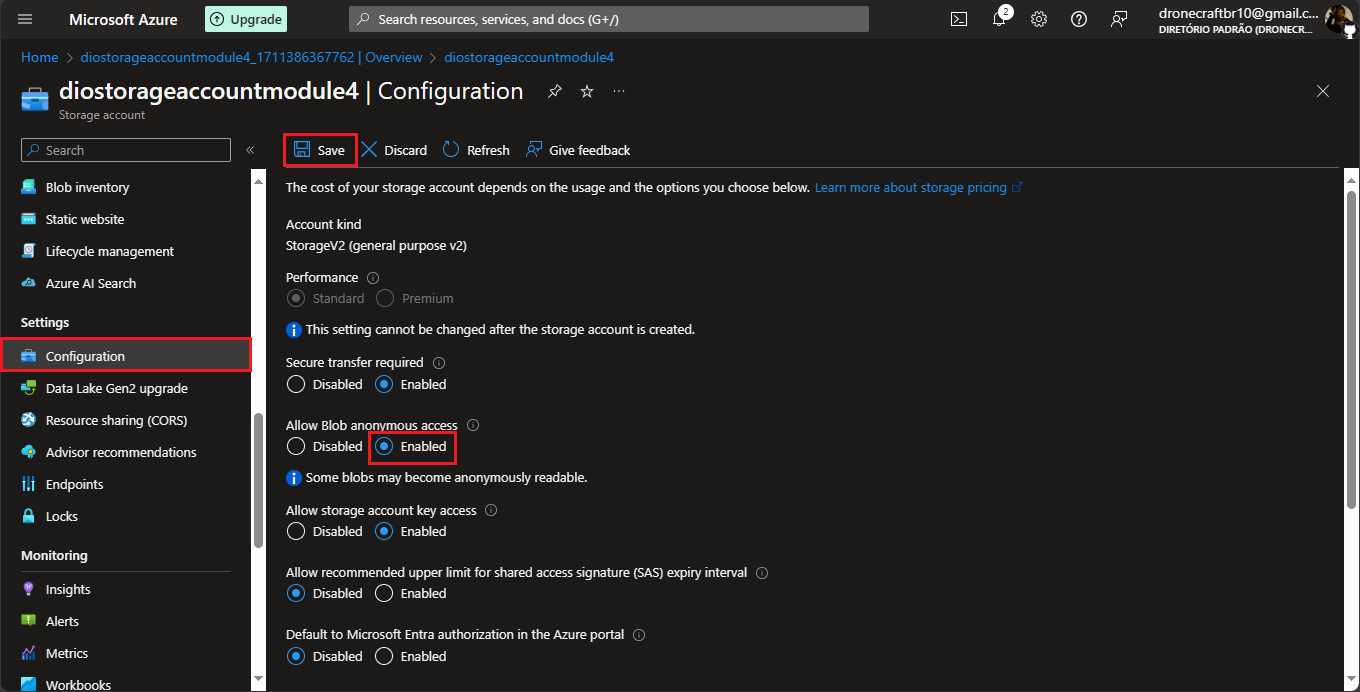 Microsoft Azure
Upgrade
Search resources, services, and docs (G+/)
2
dronecraftbr10@gmail.c...
DIRETÓRIO PADRÃO (DRONECR...
Home > diostorageaccountmodule4_1711386367762 | Overview > diostorageaccountmodule4
diostorageaccountmodule4 | Configuration
Storage account
Search
Blob inventory
Static website
Lifecycle management
Azure AI Search
Settings
Configuration
Data Lake Gen2 upgrade
Resource sharing (CORS)
Advisor recommendations
Endpoints
Locks
Monitoring
Insights
Alerts
Metrics
Workbooks
Save Discard Refresh Give feedback
The cost of your storage account depends on the usage and the options you choose below. Learn more about storage pricing
Account kind
StorageV2 (general purpose v2)
Performance
Standard Premium
This setting cannot be changed after the storage account is created.
Secure transfer required
Disabled Enabled
Allow Blob anonymous access
Disabled Enabled
Some blobs may become anonymously readable.
Allow storage account key access
Disabled Enabled
Allow recommended upper limit for shared access signature (SAS) expiry interval
Disabled Enabled
Default to Microsoft Entra authorization in the Azure portal
Disabled Enabled